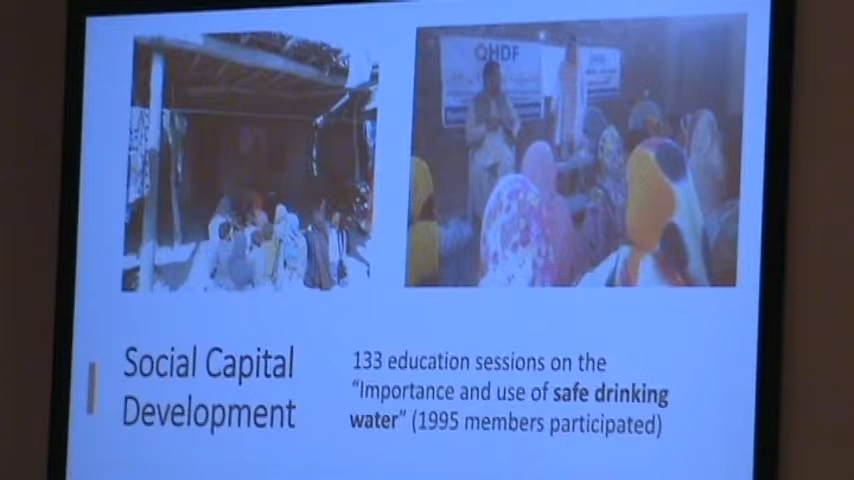 QHDF
Social Capital
Development
133 education sessions on the
“Importance and use of safe drinking
water” (1995 members participated)